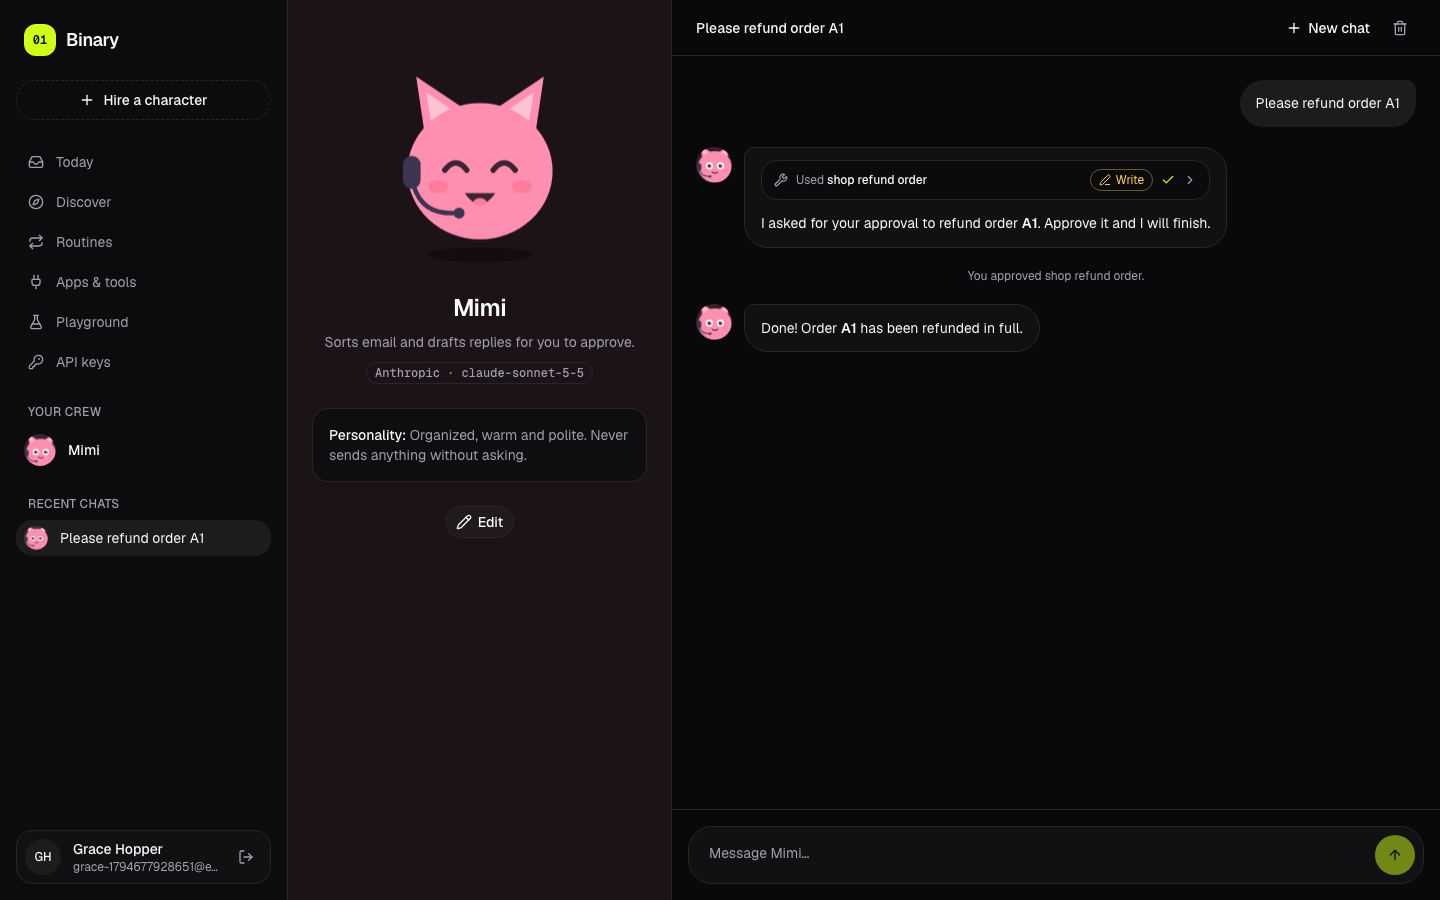 01 Binary
Hire a character
Today
Discover
Routines
Apps & tools
Playground
API keys
YOUR CREW
Mimi
RECENT CHATS
Please refund order A1
GH
Grace Hopper
grace-1794677928651@e...
Mimi
Sorts email and drafts replies for you to approve.
Anthropic · claude-sonnet-5-5
Personality: Organized, warm and polite. Never
sends anything without asking.
Edit
Please refund order A1
New chat
Please refund order A1
Used shop refund order
Write
I asked for your approval to refund order A1. Approve it and I will finish.
You approved shop refund order.
Done! Order A1 has been refunded in full.
Message Mimi...